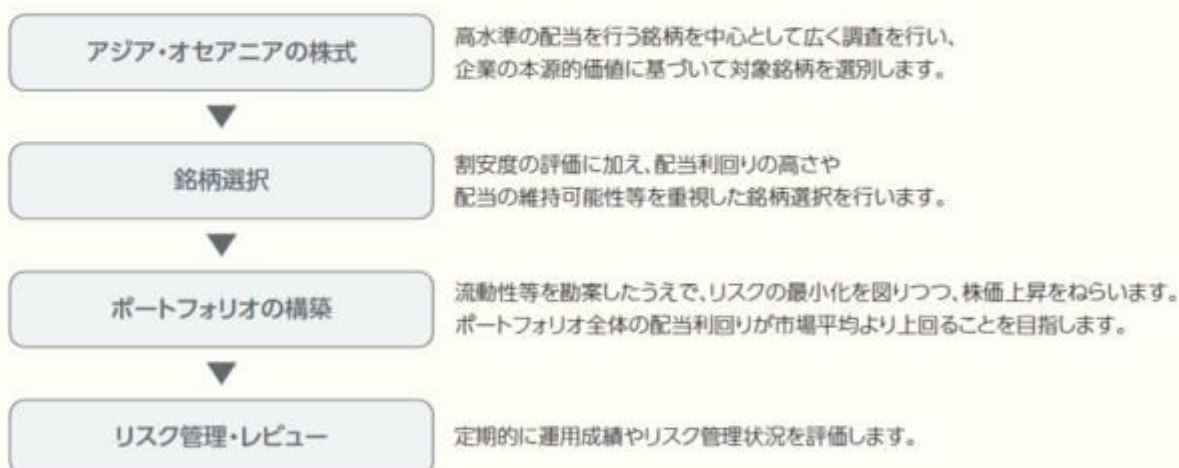 アジア・オセアニアの株式
高水準の配当を行う銘柄を中心として広く調査を行い、
企業の本源的価値に基づいて対象銘柄を選別します。
銘柄選択
割安度の評価に加え、配当利回りの高さや
配当の維持可能性等を重視した銘柄選択を行います。
ポートフォリオの構築
流動性等を勘案したうえで、リスクの最小化を図りつつ、株価上昇をねらいます。
ポートフォリオ全体の配当利回りが市場平均より上回ることを目指します。
リスク管理・レビュー
定期的に運用成績やリスク管理状況を評価します。